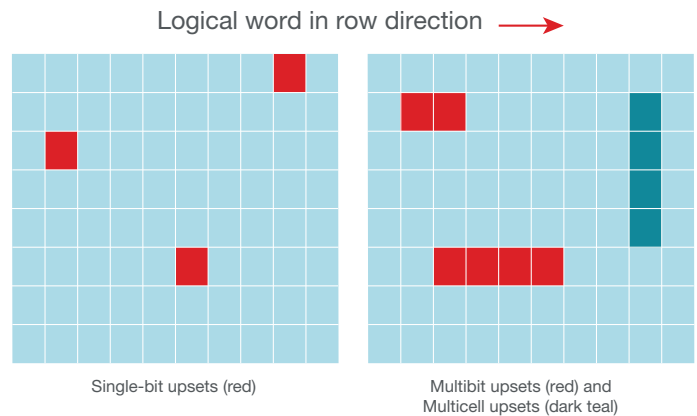 Logical word in row direction
Single-bit upsets (red)
Multibit upsets (red) and
Multicell upsets (dark teal)